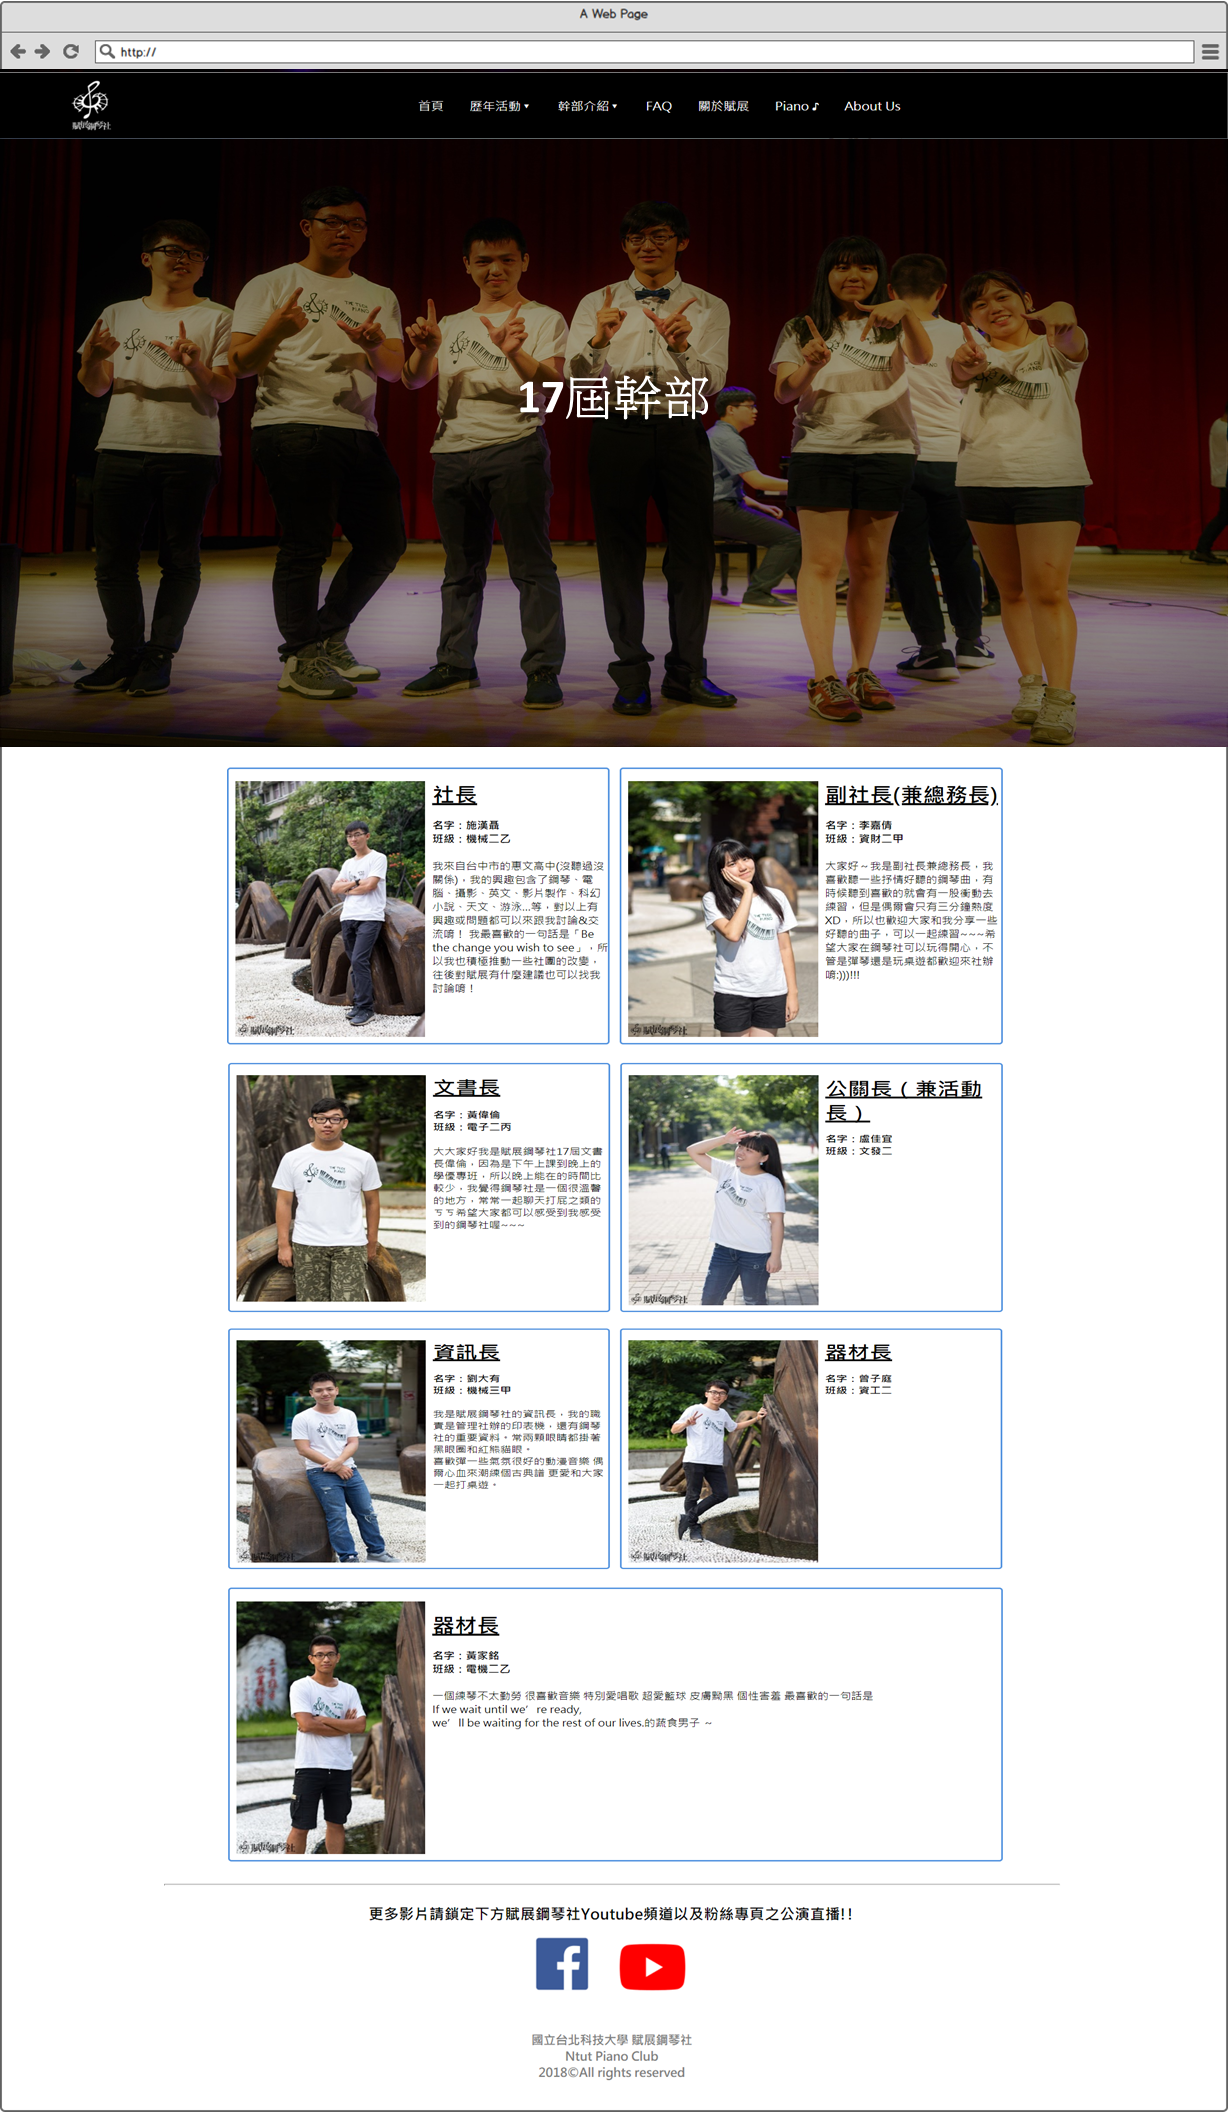 A Web Page
http://
賦展鋼琴社
首頁 歷年活動▼ 幹部介紹▼ FAQ 關於賦展 Piano♪ About Us
17屆幹部
社長
名字：施漢聶
班級：機械二乙
我來自台中市的惠文高中(沒聽過沒
關係)，我的興趣包含了鋼琴、電
腦、攝影、英文、影片製作、科幻
小說、天文、游泳...等，對以上有
興趣或問題都可以來跟我討論&交
流唷！ 我最喜歡的一句話是「Be
the change you wish to see」，所
以我也積極推動一些社團的改變，
往後對賦展有什麼建議也可以找我
討論唷！
賦展鋼琴社
副社長(兼總務長)
名字：李嘉倩
班級：資財二甲
大家好～我是副社長兼總務長，我
喜歡聽一些抒情好聽的鋼琴曲，有
時候聽到喜歡的就會有一股衝動去
練習，但是偶爾會只有三分鐘熱度
XD，所以也歡迎大家和我分享一些
好聽的曲子，可以一起練習~~~希
望大家在鋼琴社可以玩得開心，不
管是彈琴還是玩桌遊都歡迎來社辦
唷:)))!!!
賦展鋼琴社
文書長
名字：黃偉倫
班級：電子二丙
大大家好我是賦展鋼琴社17屆文書
長偉倫，因為是下午上課到晚上的
學優專班，所以晚上能在的時間比
較少，我覺得鋼琴社是一個很溫馨
的地方，常常一起聊天打屁之類的
ㄎㄎ希望大家都可以感受到我感受
到的鋼琴社喔~~~
公關長（兼活動
長）
名字：盧佳宜
班級：文發二
賦展鋼琴社
資訊長
名字：劉大有
班級：機械三甲
我是賦展鋼琴社的資訊長，我的職
責是管理社辦的印表機，還有鋼琴
社的重要資料。常兩顆眼睛都掛著
黑眼圈和紅熊貓眼。
喜歡彈一些氣氛很好的動漫音樂 偶
爾心血來潮練個古典譜 更愛和大家
一起打桌遊。
賦展鋼琴社
器材長
名字：曾子庭
班級：資工二
賦展鋼琴社
器材長
名字：黃家銘
班級：電機二乙
一個練琴不太勤勞 很喜歡音樂 特別愛唱歌 超愛籃球 皮膚黝黑 個性害羞 最喜歡的一句話是
If we wait until we’re ready,
we’ll be waiting for the rest of our lives.的蔬食男子 ～
賦展鋼琴社
更多影片請鎖定下方賦展鋼琴社Youtube頻道以及粉絲專頁之公演直播!!
國立台北科技大學 賦展鋼琴社
Ntut Piano Club
2018©All rights reserved